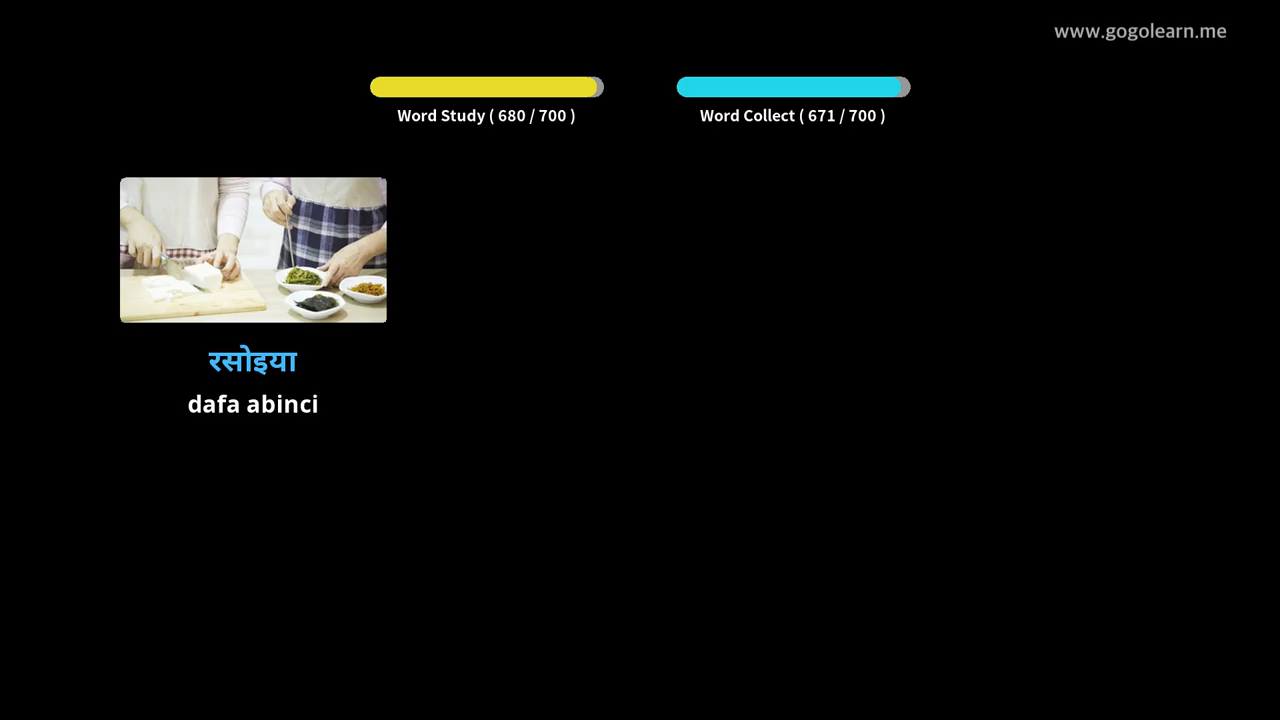 www.gogolearn.me
Word Study ( 680 / 700 )
Word Collect ( 671 / 700 )
रसोइया
dafa abinci